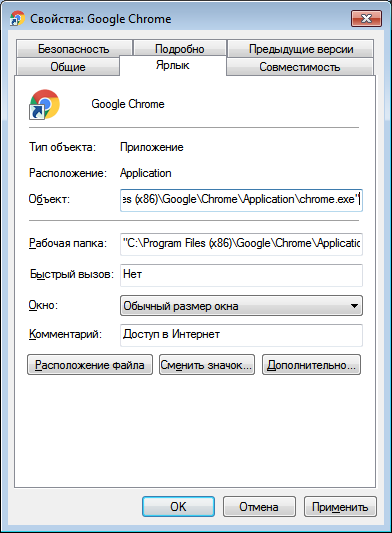 Свойства: Google Chrome
Безопасность Подробно Предыдущие версии
Общие Ярлык Совместимость
Google Chrome
Тип объекта: Приложение
Расположение: Application
Объект: es (x86)\Google\Chrome\Application\chrome.exe"
Рабочая папка: "C:\Program Files (x86)\Google\Chrome\Applicatio
Быстрый вызов: Нет
Окно: Обычный размер окна
Комментарий: Доступ в Интернет
Расположение файла Сменить значок... Дополнительно...
OK Отмена Применить